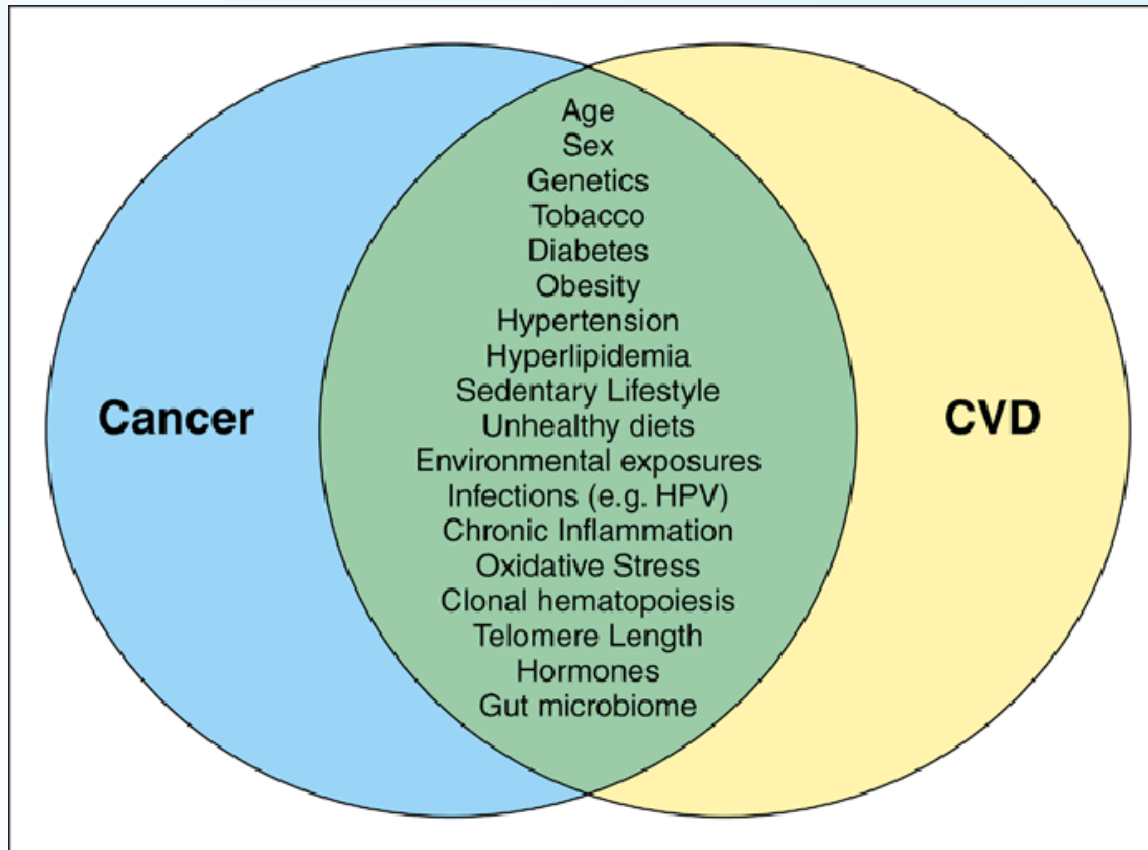 Age
Sex
Genetics
Tobacco
Diabetes
Obesity
Hypertension
Hyperlipidemia
Sedentary Lifestyle
Cancer
CVD
Unhealthy diets
Environmental exposures
Infections (e.g. HPV)
Chronic Inflammation
Oxidative Stress
Clonal hematopoiesis
Telomere Length
Hormones
Gut microbiome